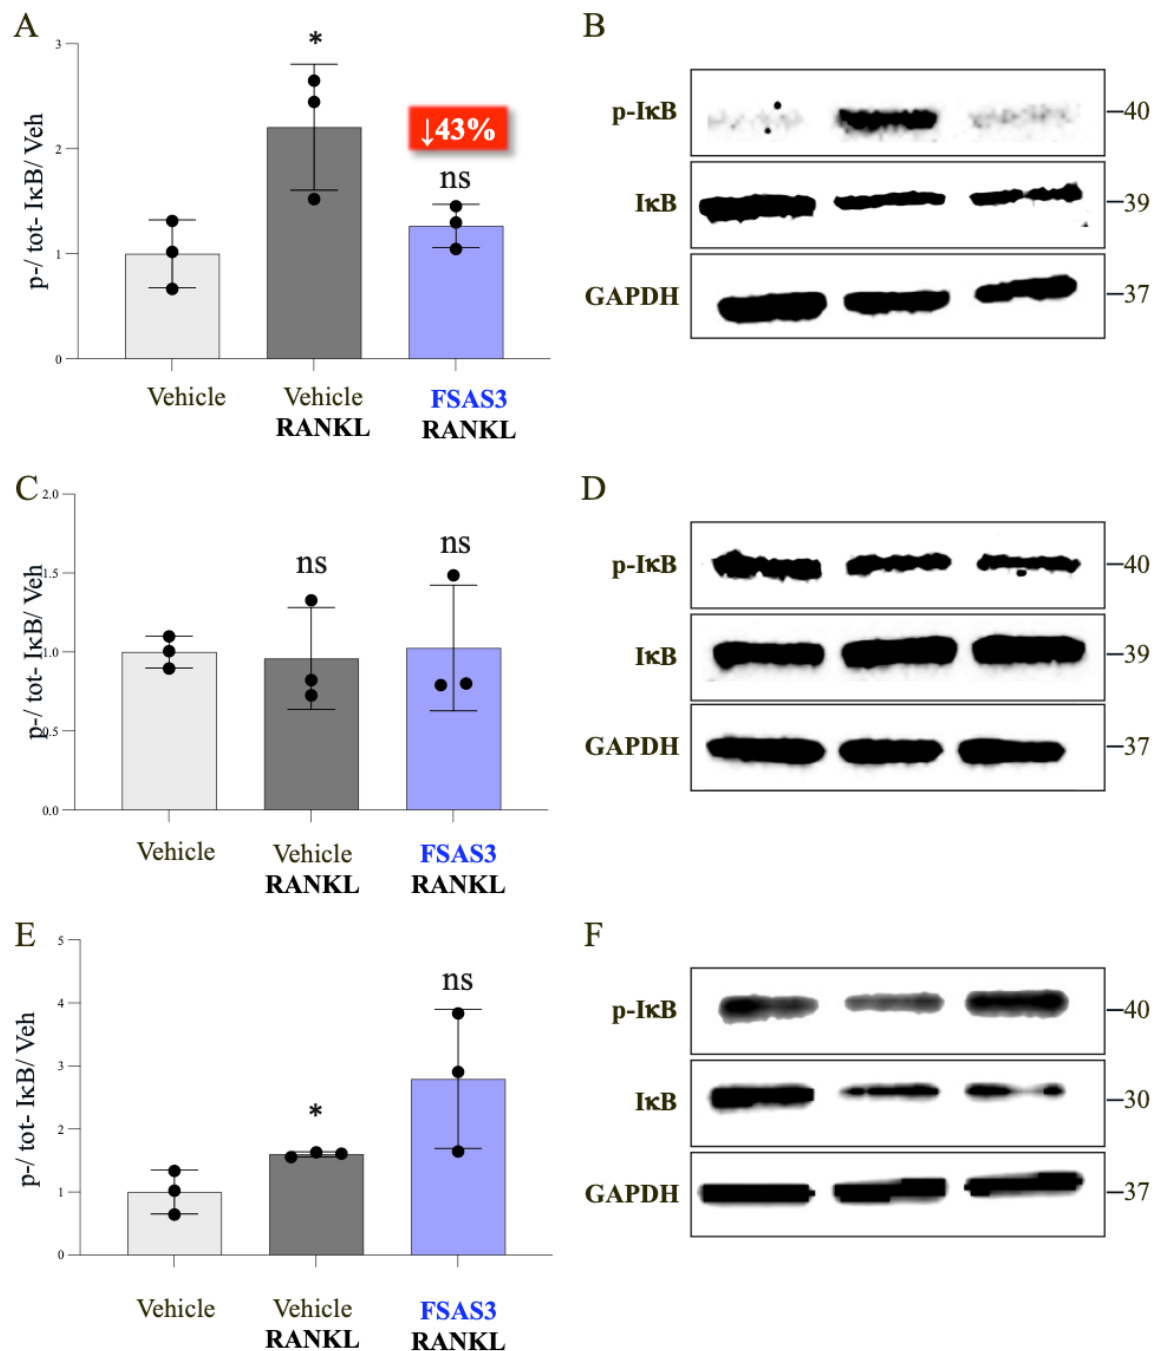 A
p-/ tot- IκB/ Veh
3
2
1
0
*
↓43%
ns
Vehicle
Vehicle
RANKL
FSAS3
RANKL
B
p-IκB
40
IκB
39
GAPDH
37
C
p-/ tot- IκB/ Veh
2.0
1.5
1.0
0.5
0.0
ns
ns
Vehicle
Vehicle
RANKL
FSAS3
RANKL
D
p-IκB
40
IκB
39
GAPDH
37
E
p-/ tot- IκB/ Veh
5
4
3
2
1
0
*
ns
Vehicle
Vehicle
RANKL
FSAS3
RANKL
F
p-IκB
40
IκB
30
GAPDH
37